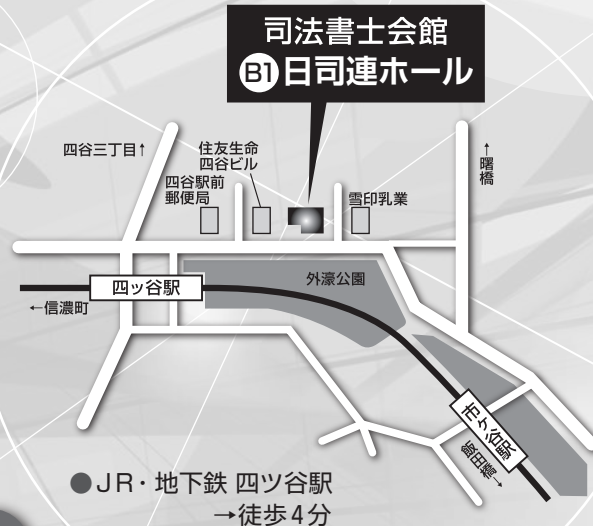 司法書士会館
B1日司連ホール
四谷三丁目↑
住友生命
四谷ビル
四谷駅前
郵便局
雪印乳業
↑曙橋
外濠公園
四ッ谷駅
←信濃町
市ヶ谷駅
飯田橋→
●JR・地下鉄 四ツ谷駅
→徒歩4分